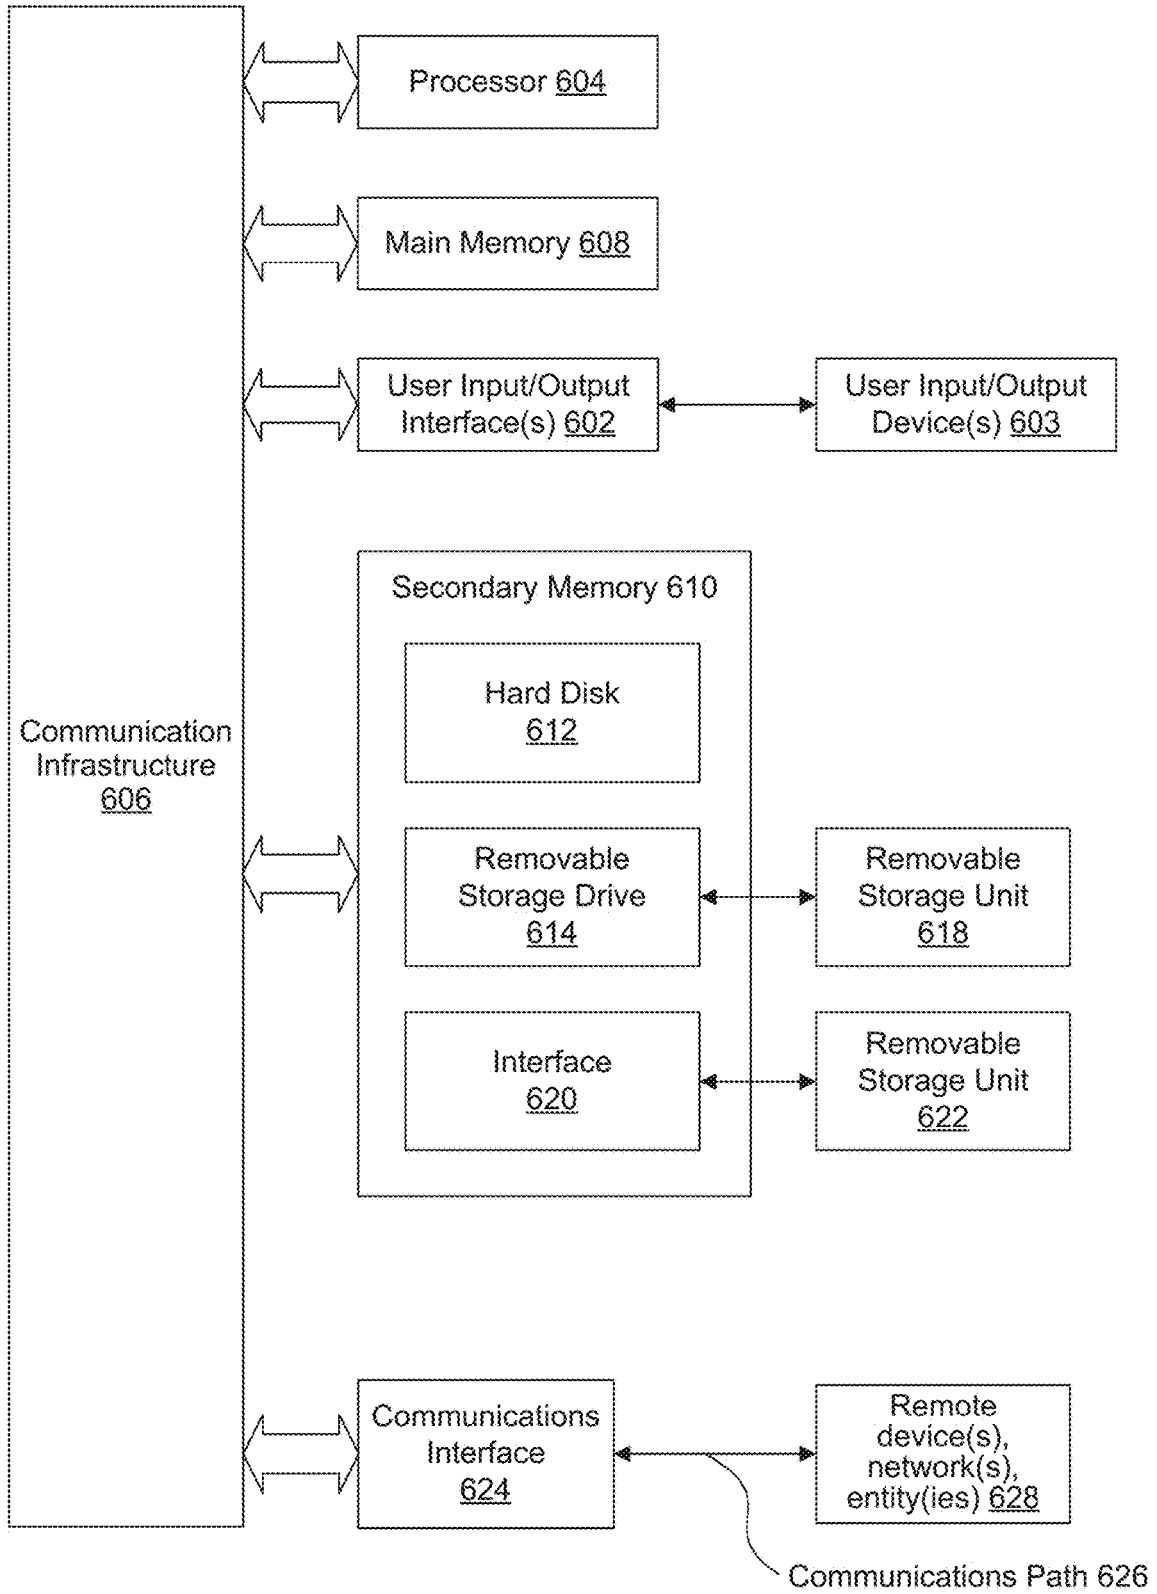 Processor 604
Main Memory 608
User Input/Output
Interface(s) 602
User Input/Output
Device(s) 603
Secondary Memory 610
Hard Disk
612
Communication
Infrastructure
606
Removable
Storage Drive
614
Removable
Storage Unit
618
Interface
620
Removable
Storage Unit
622
Communications
Interface
624
Remote
device(s),
network(s),
entity(ies) 628
Communications Path 626